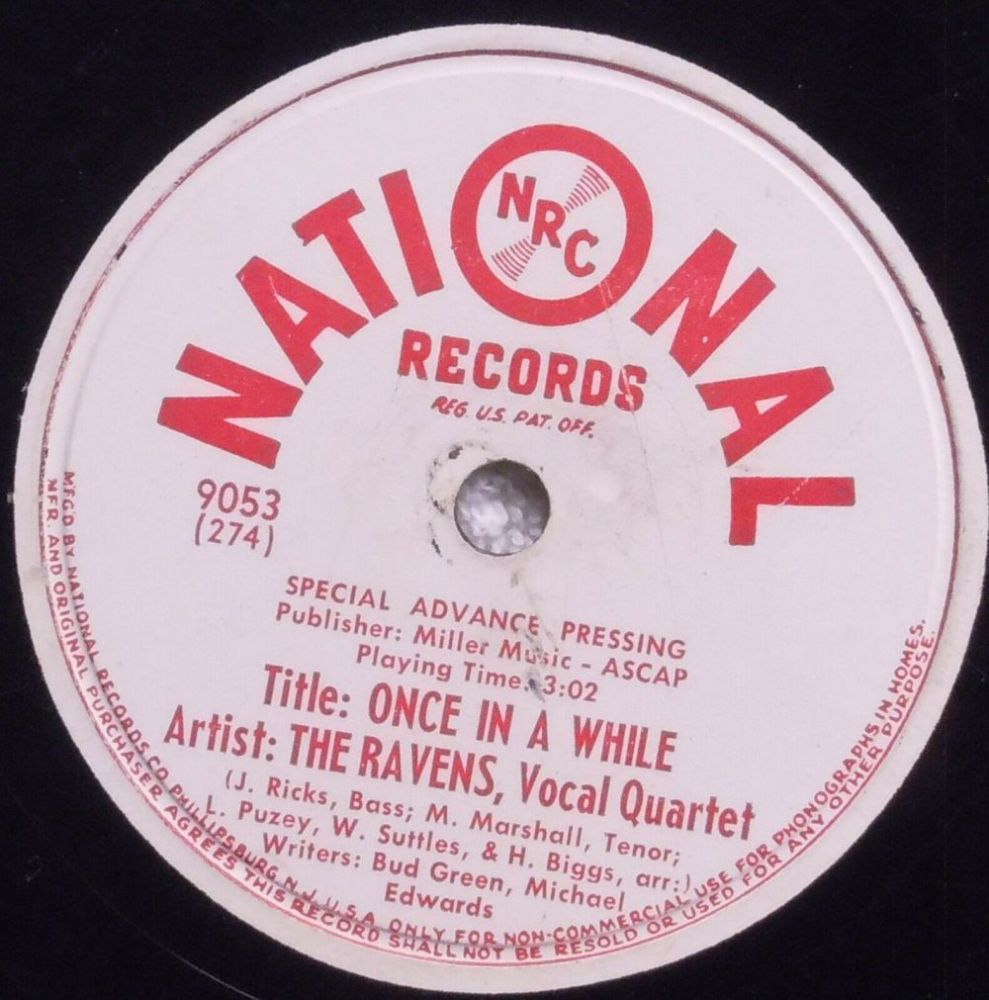 NATIONAL
NRC
RECORDS
REG. U.S. PAT. OFF.
9053
(274)
SPECIAL ADVANCE PRESSING
Publisher: Miller Music - ASCAP
Playing Time: 3:02
Title: ONCE IN A WHILE
Artist: THE RAVENS, Vocal Quartet
(J. Ricks, Bass; M. Marshall, Tenor;
L. Puzey, W. Suttles, & H. Biggs, arr:)
Writers: Bud Green, Michael
Edwards
MFG'D BY NATIONAL RECORDS CO. PHILLIPSBURG N.J. U.S.A. ONLY FOR NON-COMMERCIAL USE FOR PHONOGRAPHS IN HOMES.
MFR. AND ORIGINAL PURCHASER AGREES THIS RECORD SHALL NOT BE RESOLD OR USED FOR ANY OTHER PURPOSE.